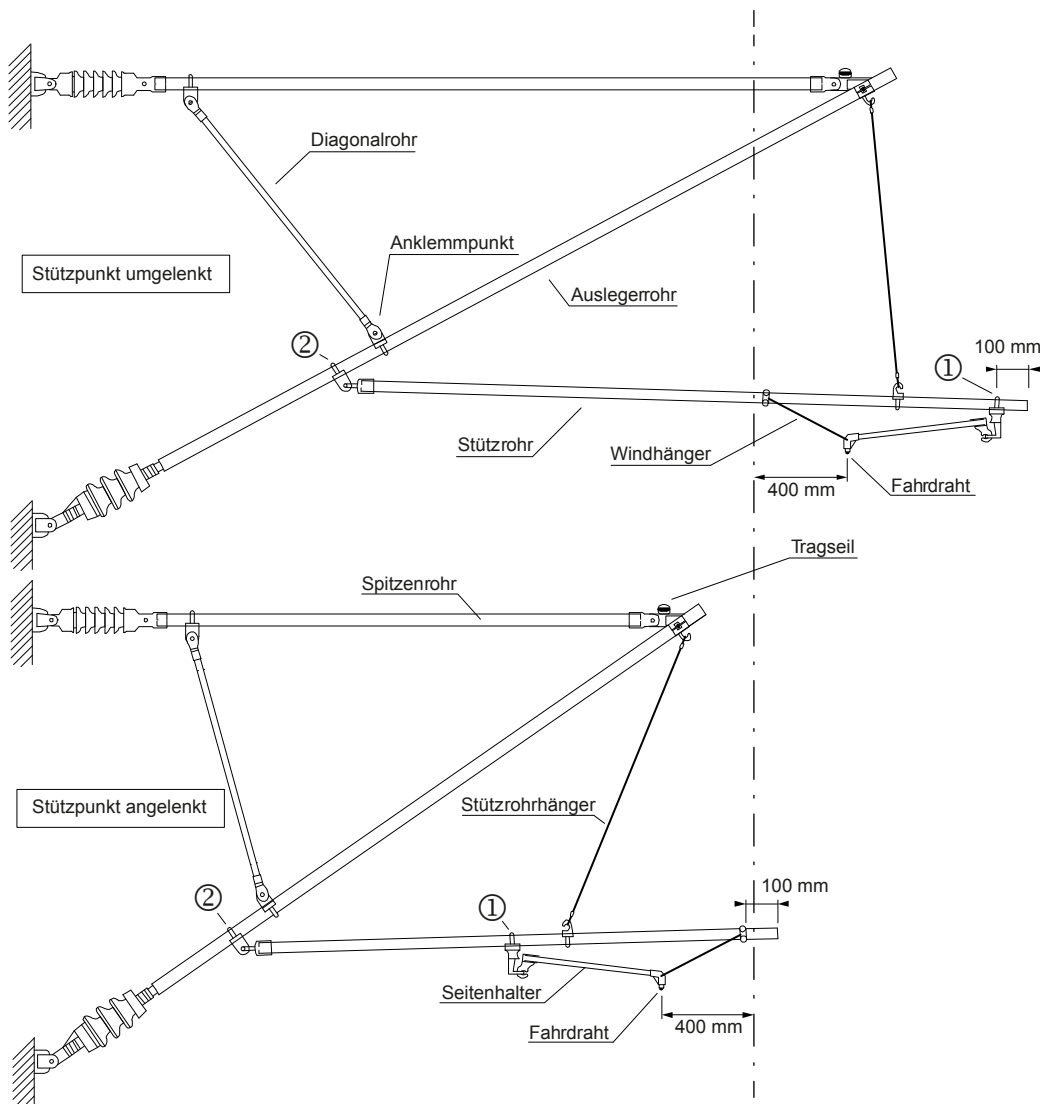 Diagonalrohr
Anklemmpunkt
Stützpunkt umgelenkt
Auslegerrohr
②
①
100 mm
Stützrohr
Windhänger
400 mm
Fahrdraht
Tragseil
Spitzenrohr
Stützpunkt angelenkt
Stützrohrhänger
②
①
100 mm
Seitenhalter
Fahrdraht
400 mm